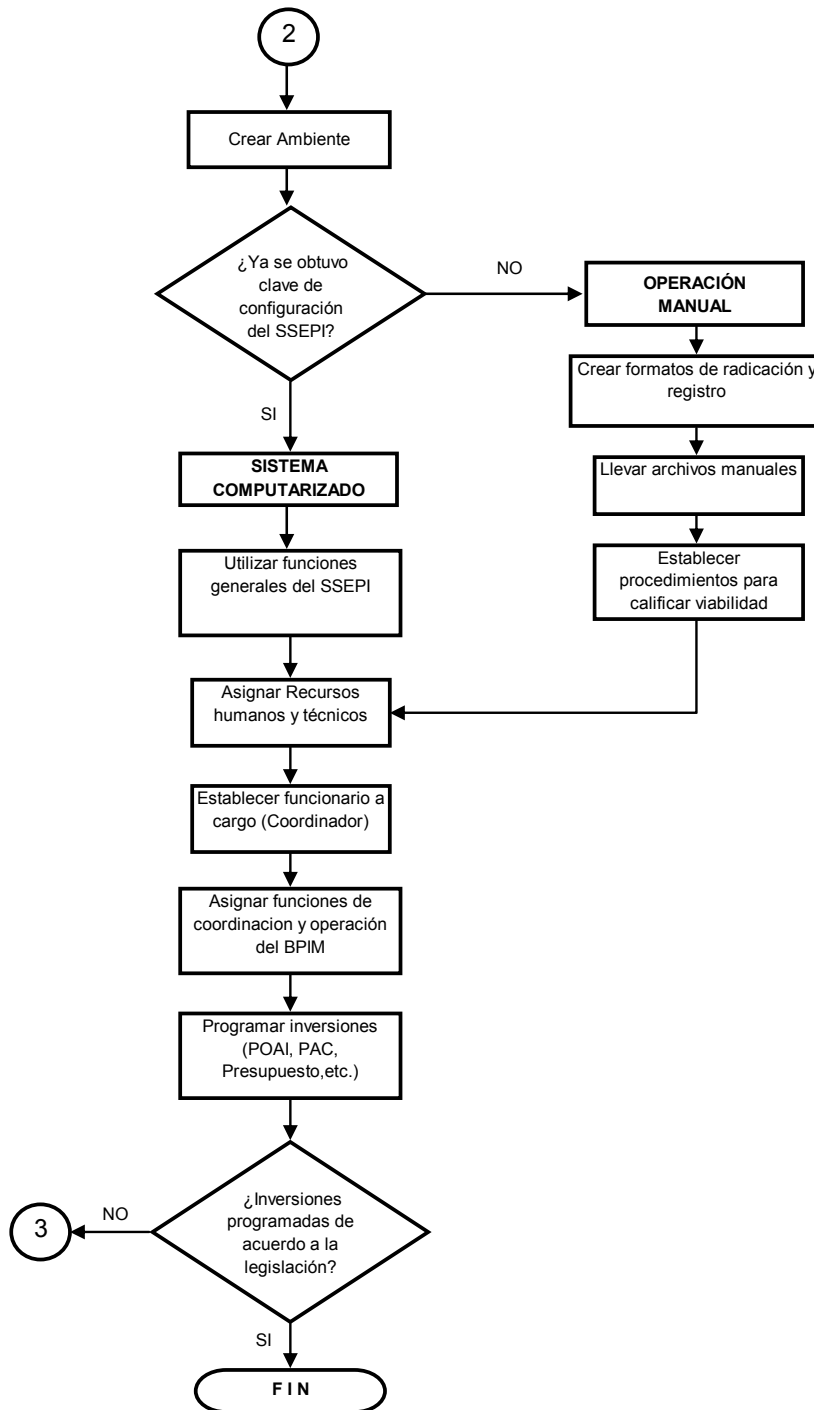 2
Crear Ambiente
¿Ya se obtuvo
clave de
configuración
del SSEPI?
NO
OPERACIÓN
MANUAL
Crear formatos de radicación y
registro
Llevar archivos manuales
Establecer
procedimientos para
calificar viabilidad
SI
SISTEMA
COMPUTARIZADO
Utilizar funciones
generales del SSEPI
Asignar Recursos
humanos y técnicos
Establecer funcionario a
cargo (Coordinador)
Asignar funciones de
coordinacion y operación
del BPIM
Programar inversiones
(POAI, PAC,
Presupuesto,etc.)
¿Inversiones
programadas de
acuerdo a la
legislación?
NO
3
SI
F I N